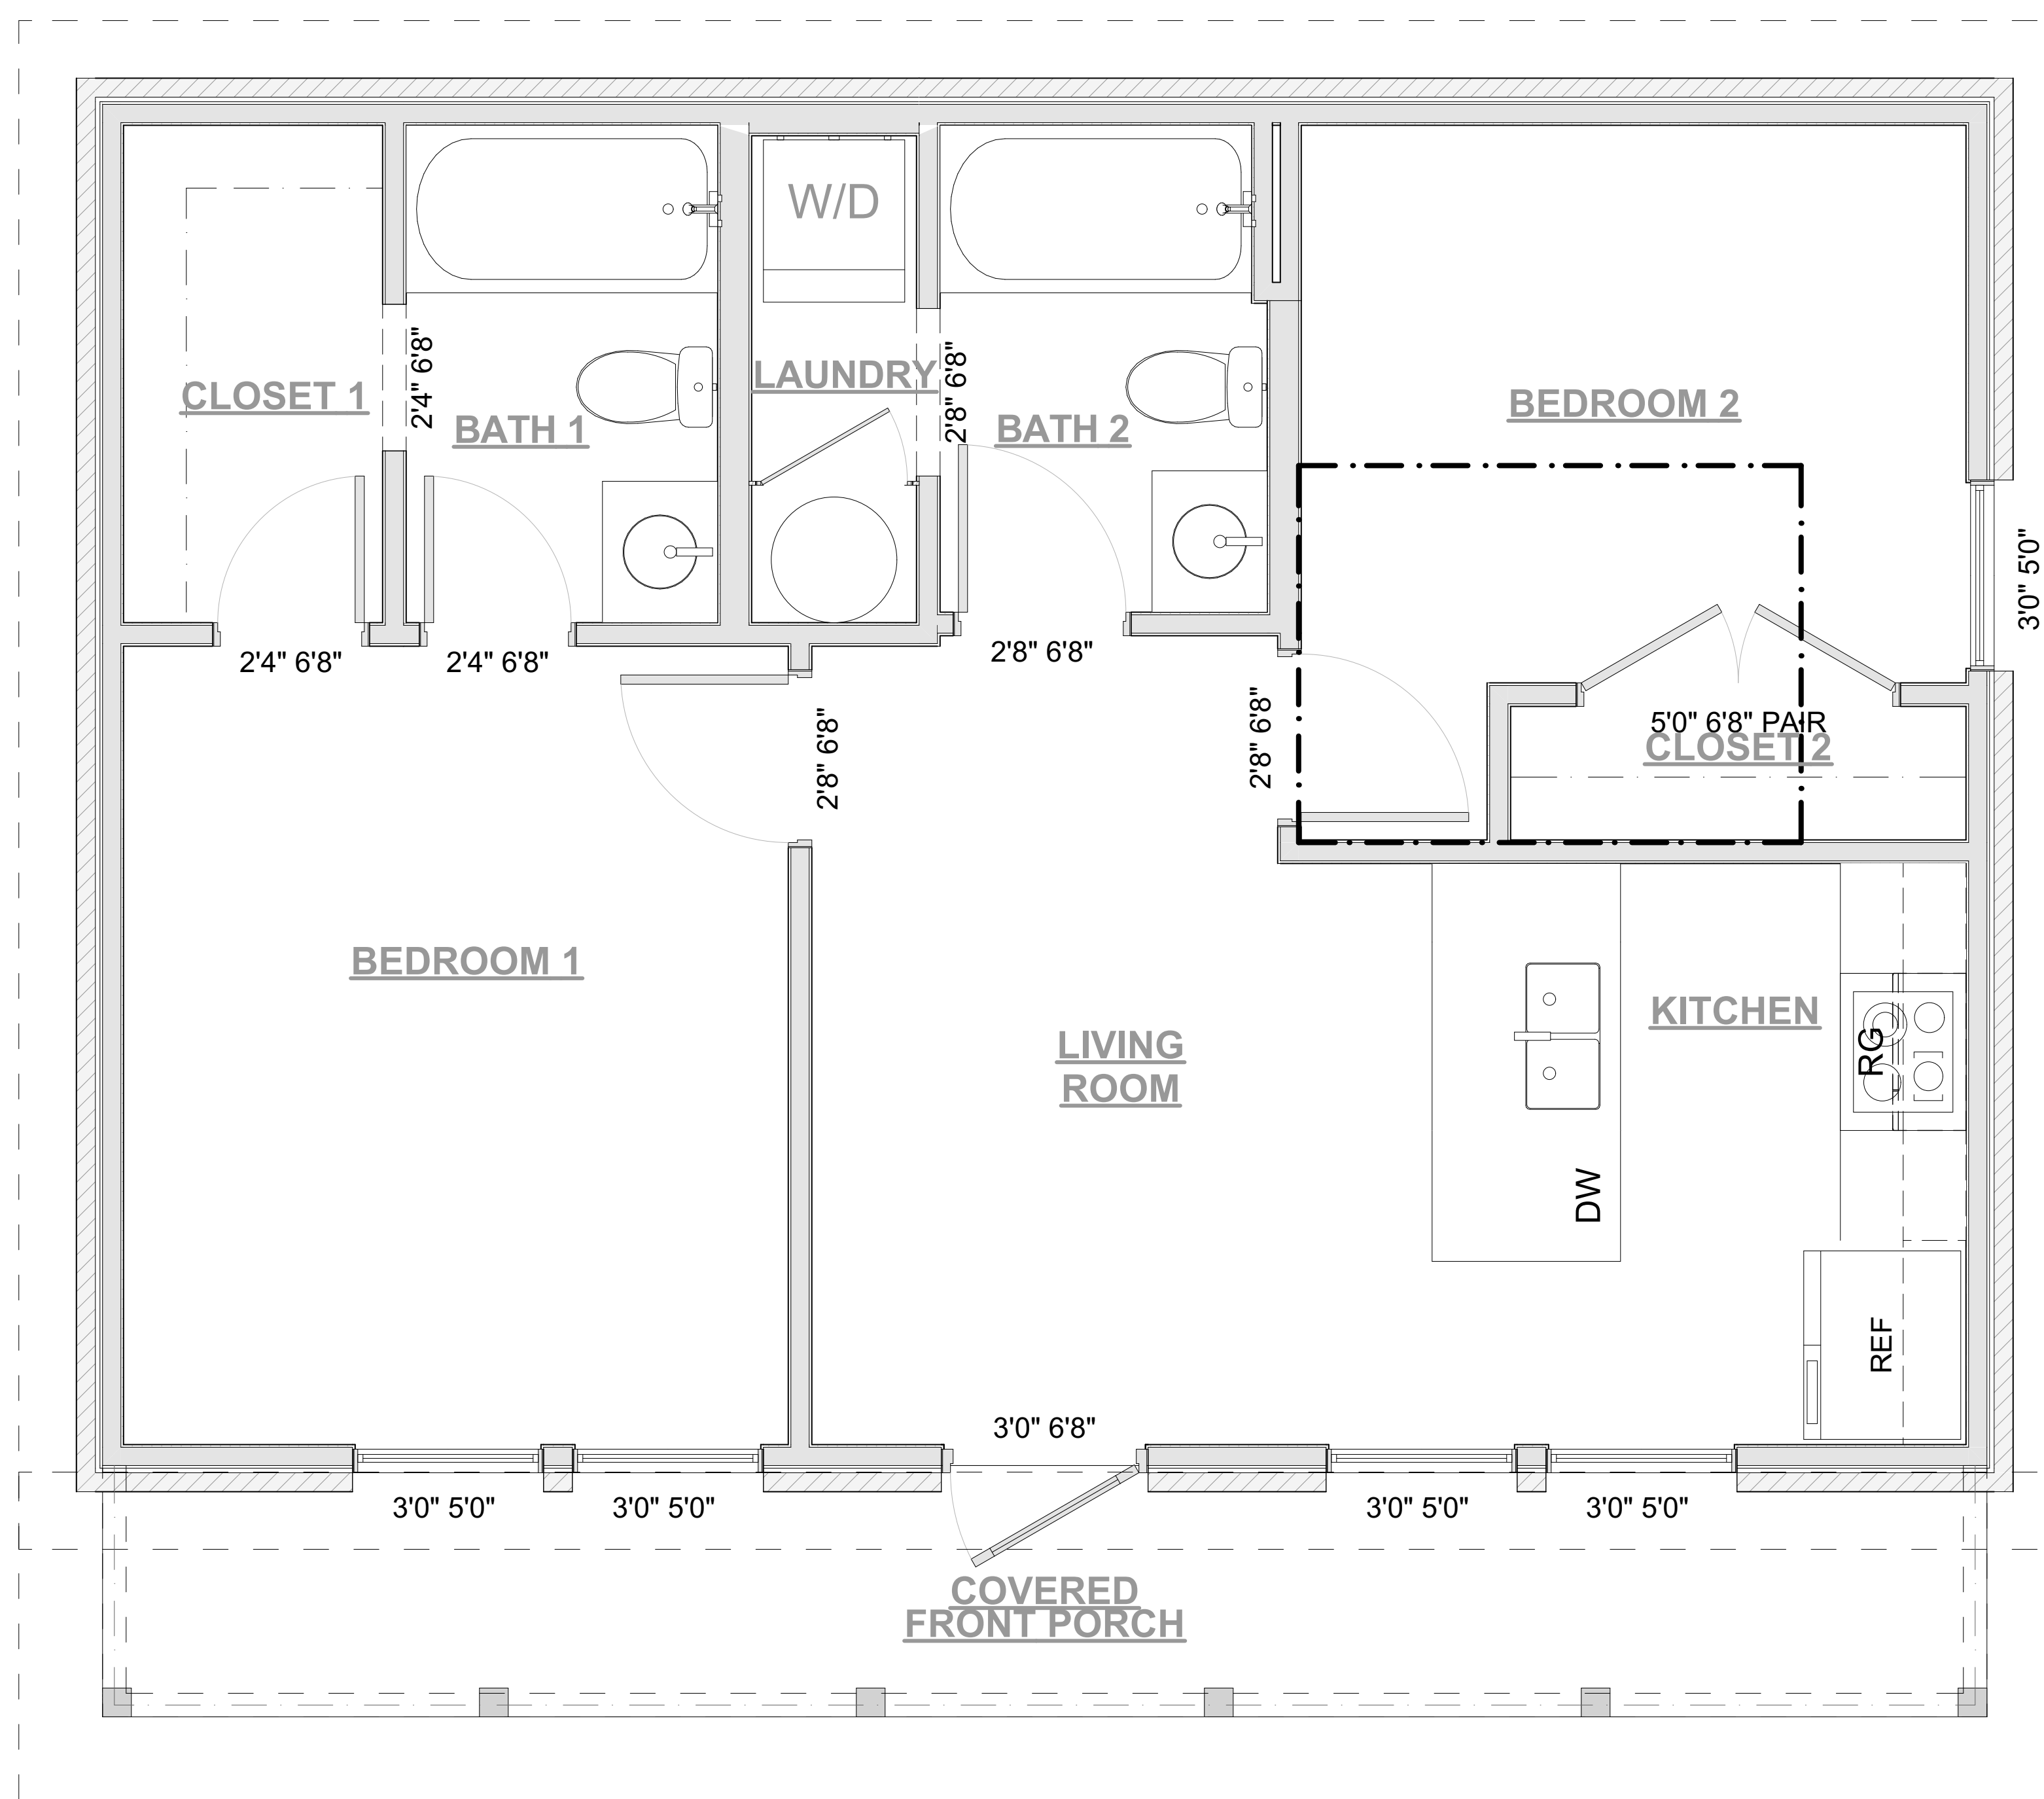 W/D
CLOSET 1
2'4" 6'8"
BATH 1
LAUNDRY
2'8" 6'8"
BATH 2
BEDROOM 2
3'0" 5'0"
2'4" 6'8"
2'4" 6'8"
2'8" 6'8"
2'8" 6'8"
2'8" 6'8"
5'0" 6'8" PAIR
CLOSET 2
BEDROOM 1
LIVING
ROOM
KITCHEN
RG
DW
REF
3'0" 6'8"
3'0" 5'0"
3'0" 5'0"
3'0" 5'0"
3'0" 5'0"
COVERED
FRONT PORCH